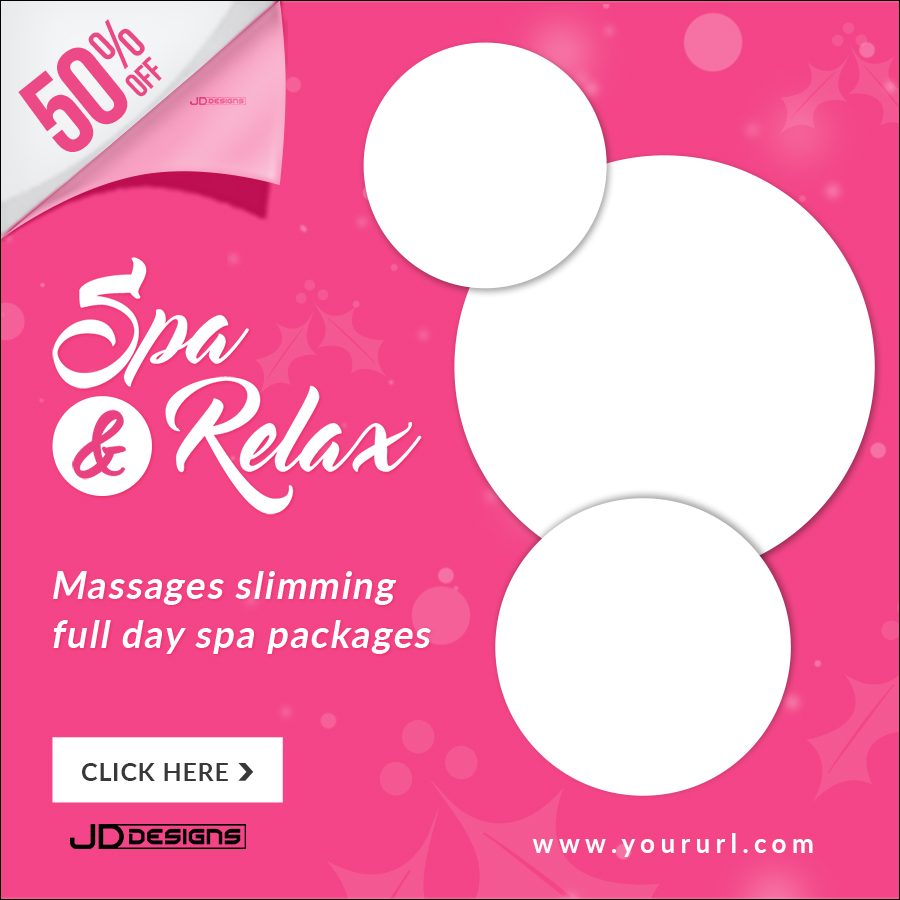 50%
OFF
JD DESIGNS
Spa
& Relax
Massages slimming
full day spa packages
CLICK HERE
JD DESIGNS
www.yoururl.com